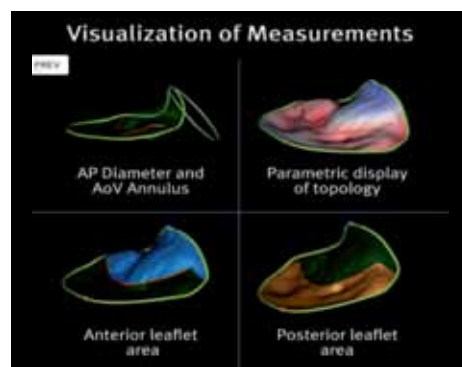 Visualization of Measurements
PREV
AP Diameter and
AoV Annulus
Parametric display
of topology
Anterior leaflet
area
Posterior leaflet
area